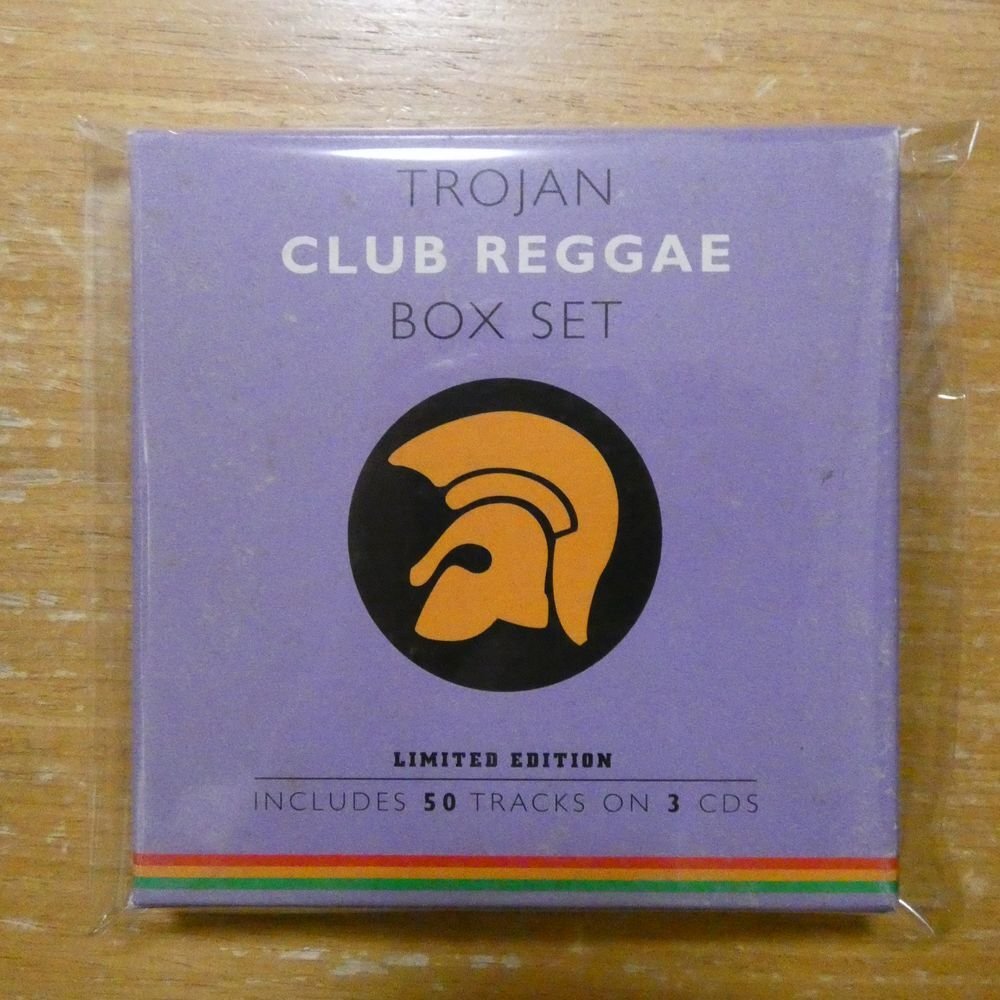 TROJAN
CLUB REGGAE
BOX SET
LIMITED EDITION
INCLUDES 50 TRACKS ON 3 CDS